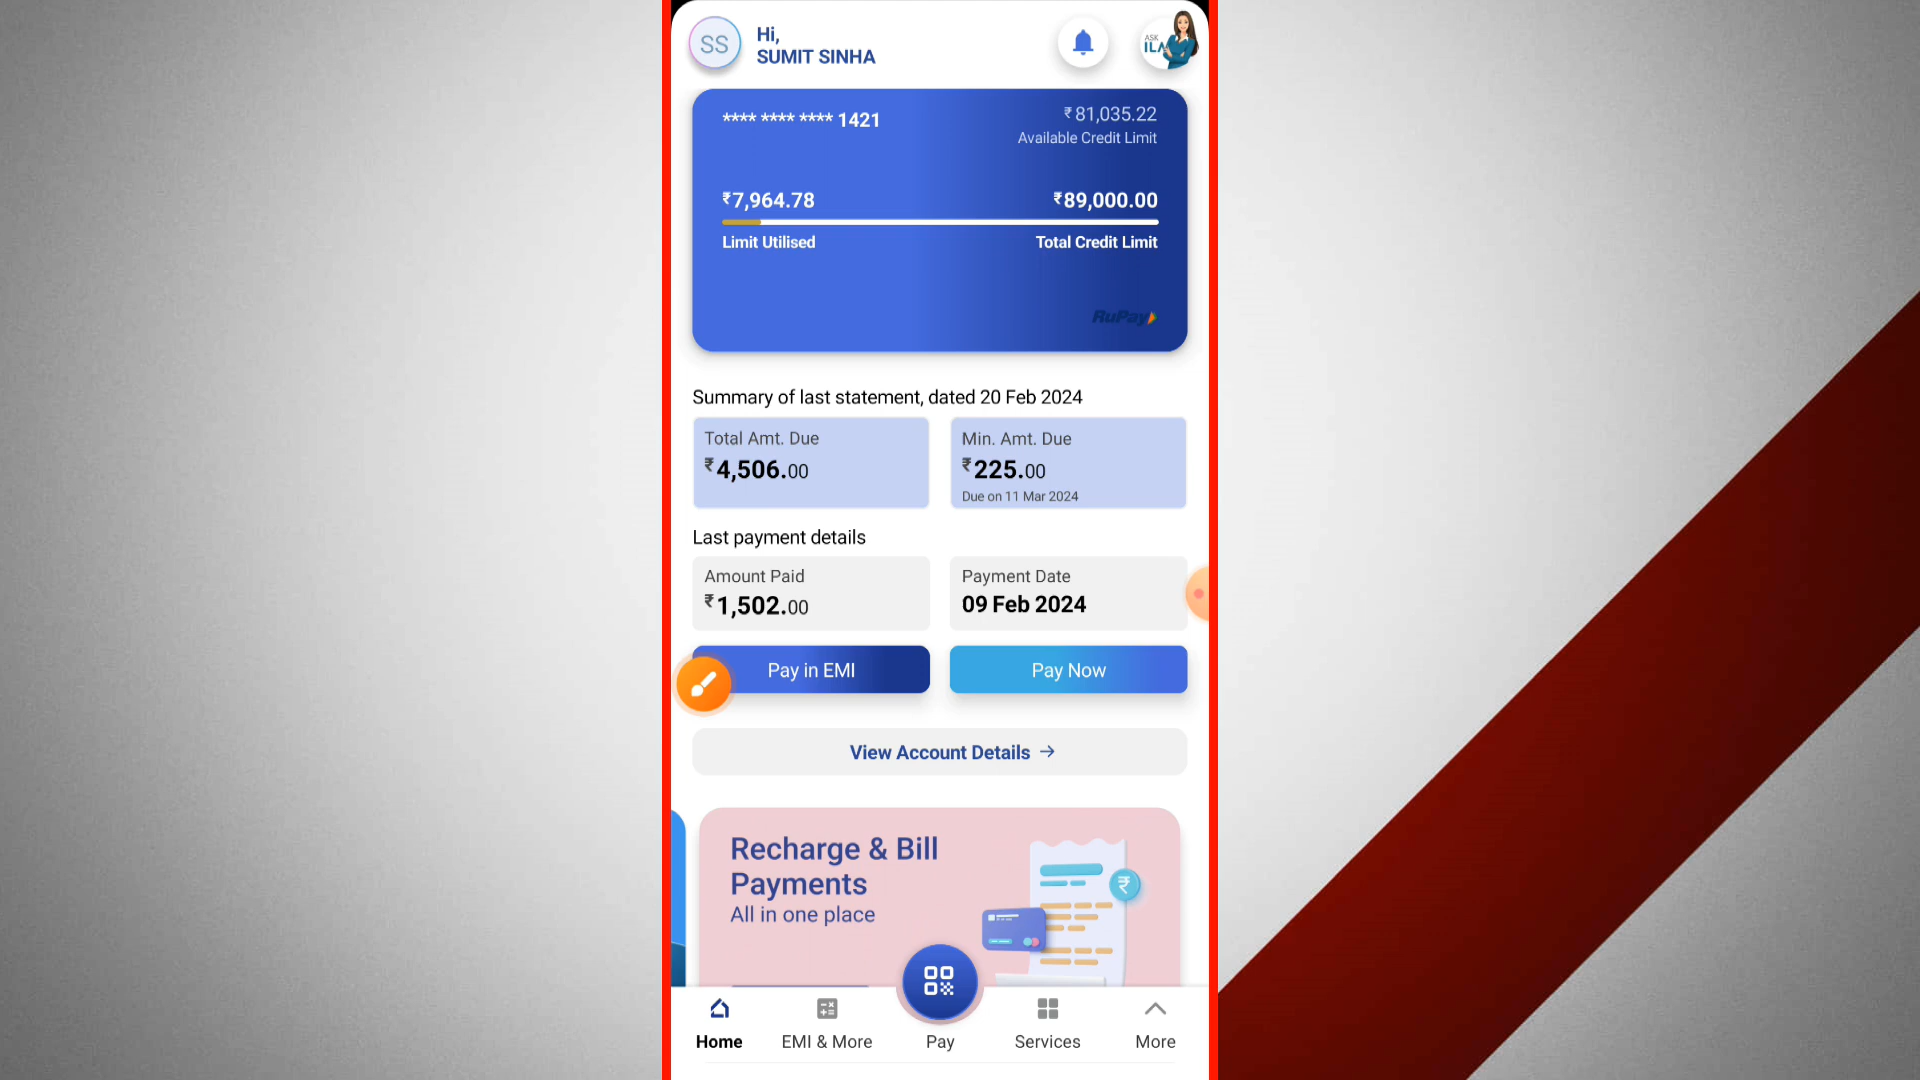 SS
Hi,
SUMIT SINHA
ASK
ILA
**** **** **** 1421
₹81,035.22
Available Credit Limit
₹7,964.78
₹89,000.00
Limit Utilised
Total Credit Limit
RuPay
Summary of last statement, dated 20 Feb 2024
Total Amt. Due
₹4,506.00
Min. Amt. Due
₹225.00
Due on 11 Mar 2024
Last payment details
Amount Paid
₹1,502.00
Payment Date
09 Feb 2024
Pay in EMI
Pay Now
View Account Details →
Recharge & Bill
Payments
All in one place
₹
Home
EMI & More
Pay
Services
More